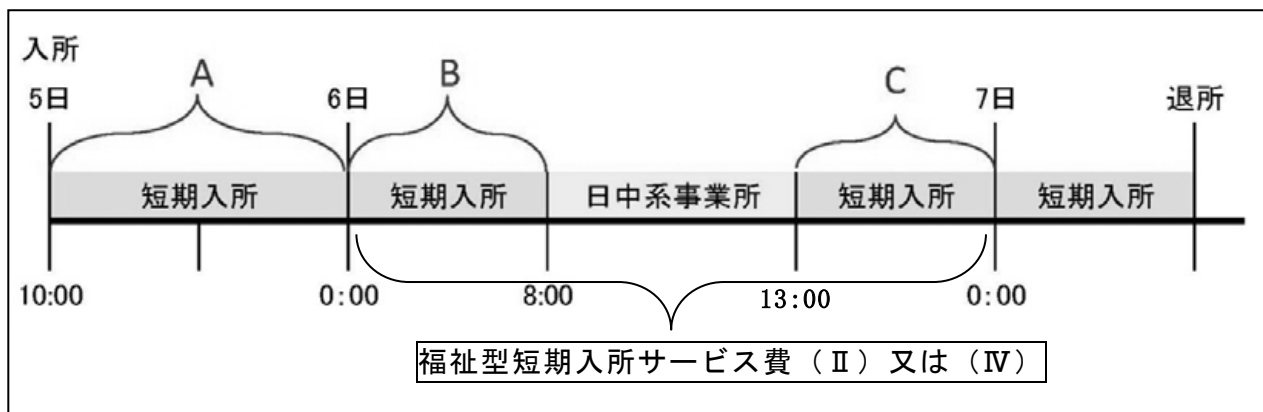 入所
A
B
C
5日
6日
7日
退所
短期入所
短期入所
日中系事業所
短期入所
短期入所
10:00
0:00
8:00
13:00
0:00
福祉型短期入所サービス費（Ⅱ）又は（Ⅳ）